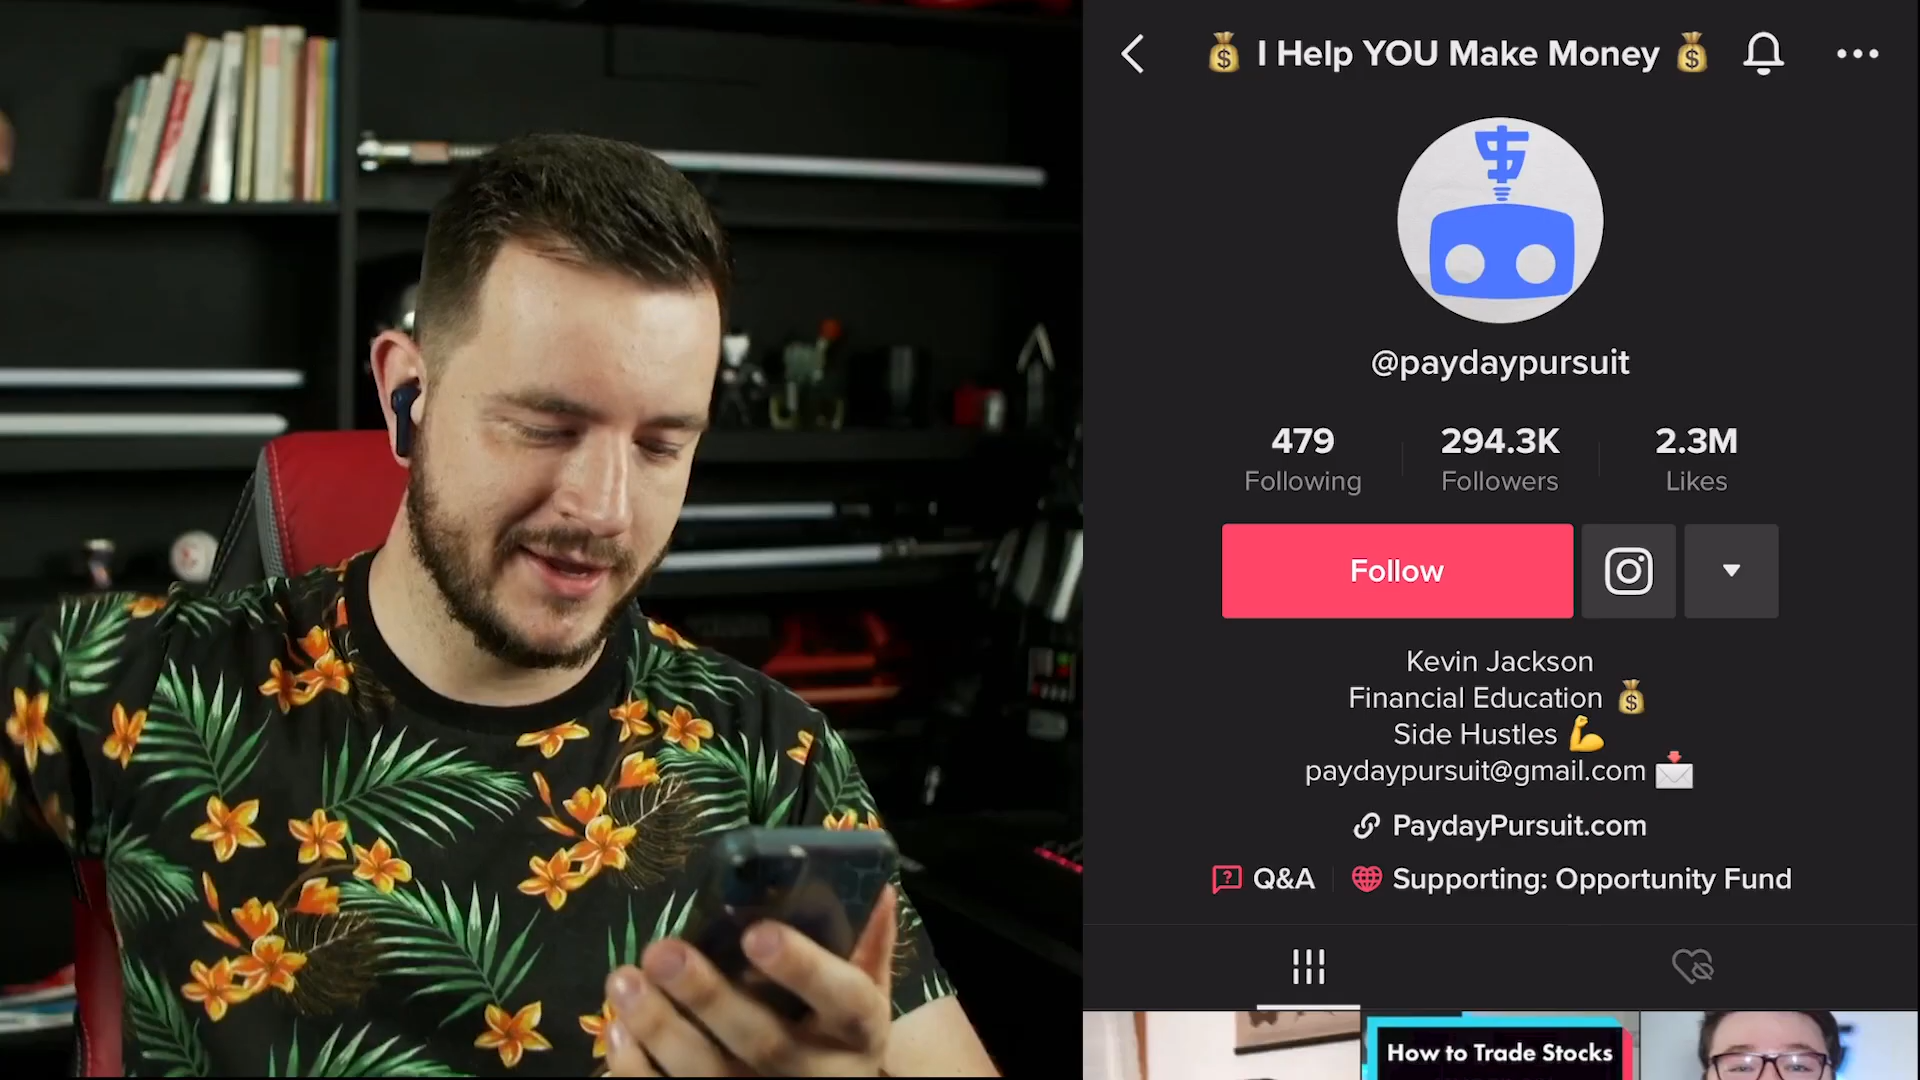 💰 I Help YOU Make Money 💰
@paydaypursuit
479
Following
294.3K
Followers
2.3M
Likes
Follow
Kevin Jackson
Financial Education 💰
Side Hustles 💪
paydaypursuit@gmail.com 📩
PaydayPursuit.com
Q&A
Supporting: Opportunity Fund
How to Trade Stocks